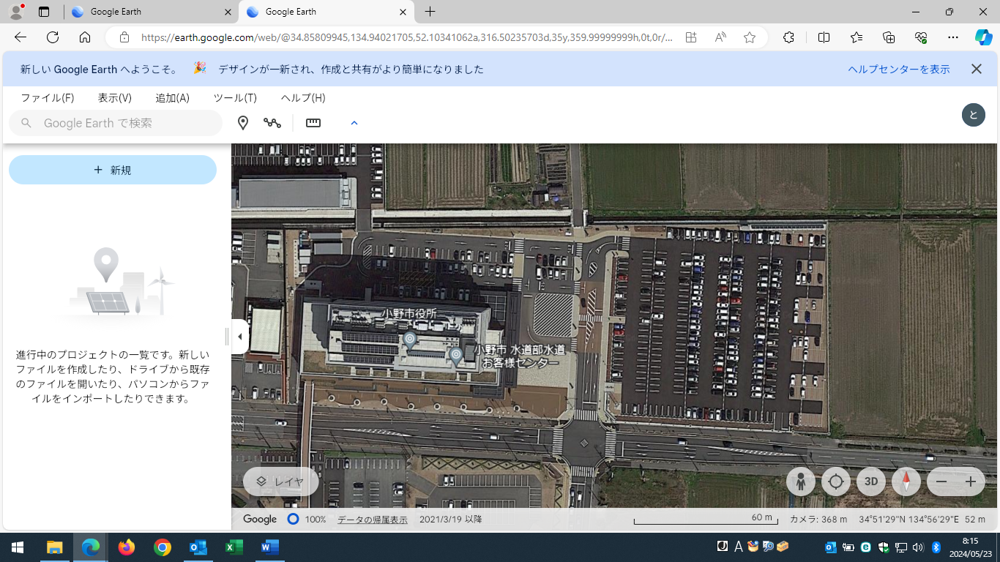 Google Earth
Google Earth
https://earth.google.com/web/@34.85809945,134.94021705,52.10341062a,316.50235703d,35y,359.99999999h,0t,0r/...
新しい Google Earth へようこそ。 🎉 デザインが一新され、作成と共有がより簡単になりました
ヘルプセンターを表示
ファイル(F) 表示(V) 追加(A) ツール(T) ヘルプ(H)
Google Earth で検索
と
+ 新規
進行中のプロジェクトの一覧です。新しい
ファイルを作成したり、ドライブから既存
のファイルを開いたり、パソコンからファ
イルをインポートしたりできます。
小野市役所
小野市 水道部水道
お客様センター
レイヤ
3D
Google 100% データの帰属表示 2021/3/19 以降 60 m カメラ: 368 m 34°51'29"N 134°56'29"E 52 m
A
8:15
2024/05/23